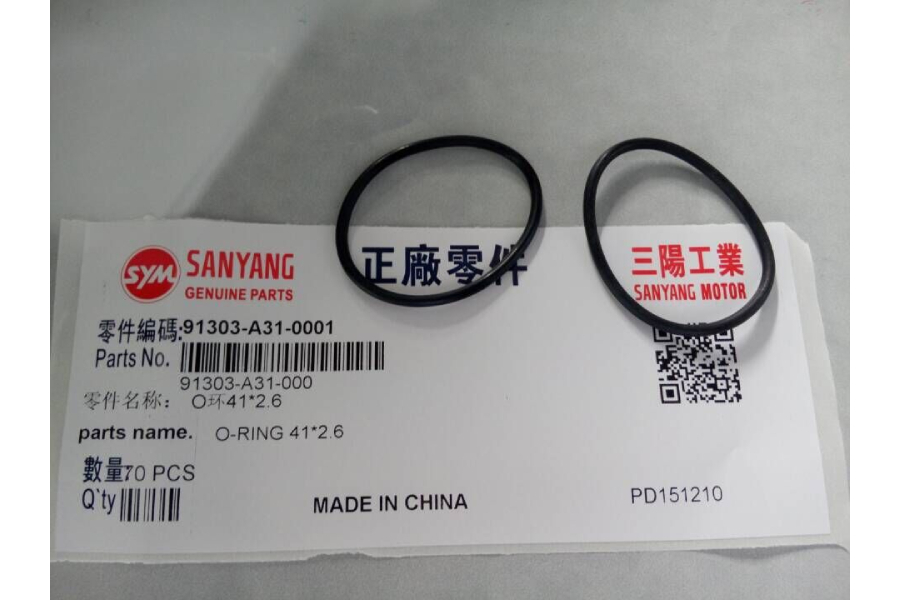 SYM SANYANG 正廠零件 三陽工業
GENUINE PARTS SANYANG MOTOR
零件編碼:91303-A31-0001
Parts No.
91303-A31-000
零件名称: O环41*2.6
parts name. O-RING 41*2.6
數量70 PCS
Q`ty
MADE IN CHINA PD151210